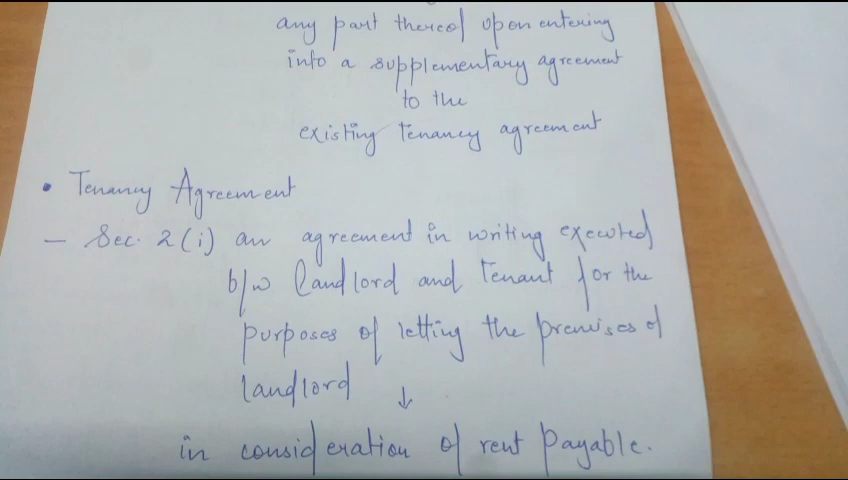 any part thereof upon entering
into a supplementary agreement
to the
existing tenancy agreement
• Tenancy Agreement
— Sec. 2(i) an agreement in writing executed
b/w landlord and tenant for the
purposes of letting the premises of
landlord ↓
in consideration of rent payable.